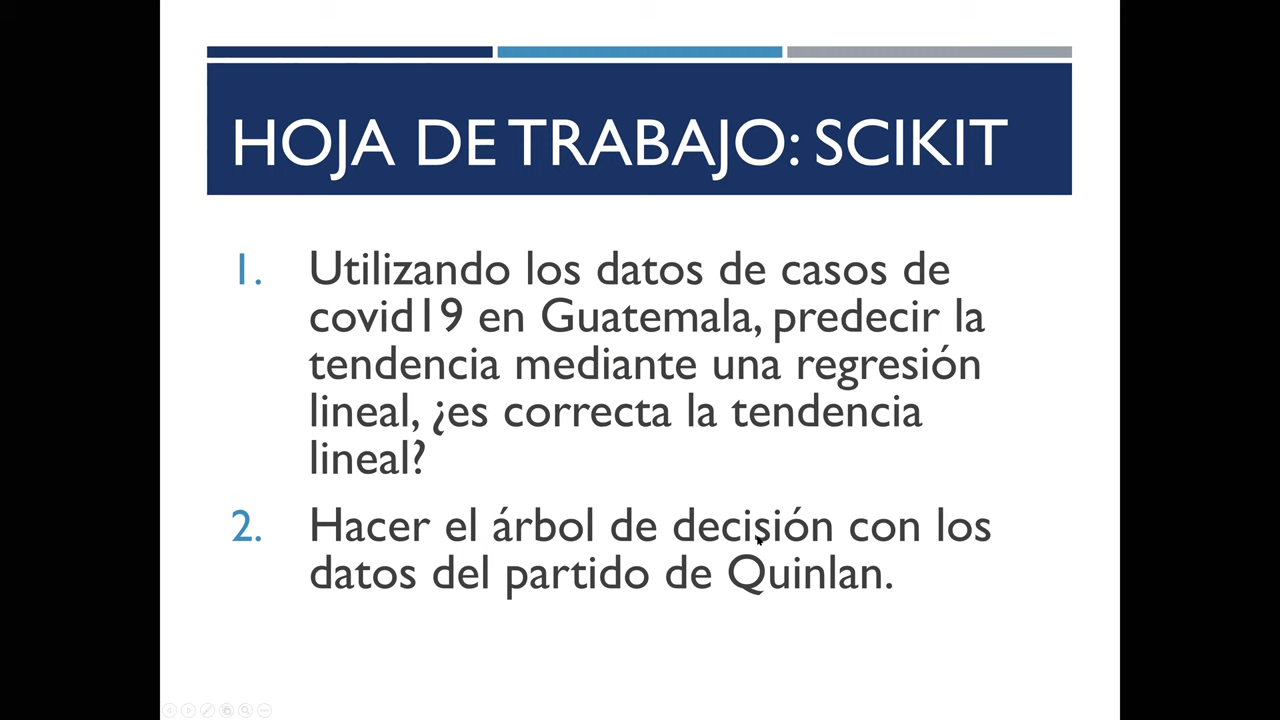 HOJA DE TRABAJO: SCIKIT
1. Utilizando los datos de casos de
covid19 en Guatemala, predecir la
tendencia mediante una regresión
lineal, ¿es correcta la tendencia
lineal?
2. Hacer el árbol de decisión con los
datos del partido de Quinlan.